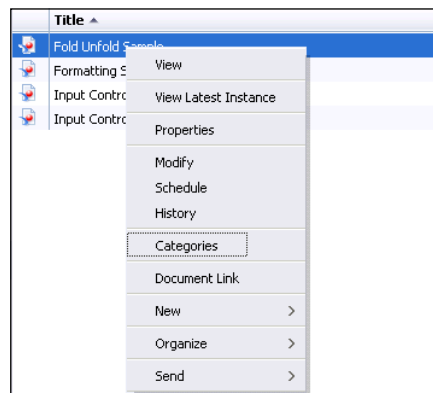 Title
Fold Unfold Sample
Formatting S
Input Contro
Input Contro
View
View Latest Instance
Properties
Modify
Schedule
History
Categories
Document Link
New
Organize
Send